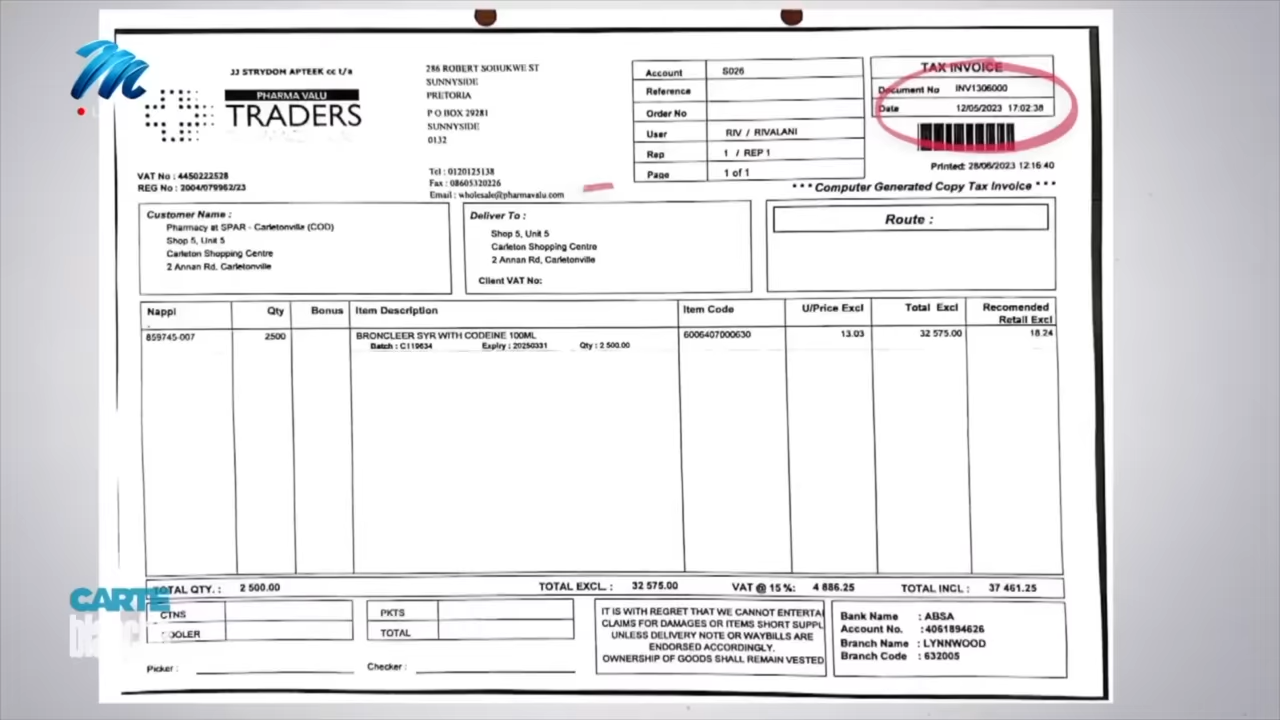 JJ STRYDOM APTEEK cc t/a
PHARMA VALU
TRADERS
VAT No : 4450222528
REG No : 2004/079962/23
286 ROBERT SOBUKWE ST
SUNNYSIDE
PRETORIA
P O BOX 29281
SUNNYSIDE
0132
Tel : 0120125138
Fax : 08605320226
Email : wholesale@pharmavalu.com
Account S026
Reference
Order No
User RIV / RIVALANI
Rep 1 / REP 1
Page 1 of 1
TAX INVOICE
Document No INV1306000
Date 12/05/2023 17:02:38
Printed: 28/06/2023 12:16:40
* * * Computer Generated Copy Tax Invoice * * *
Customer Name :
Pharmacy at SPAR - Carletonville (COD)
Shop 5, Unit 5
Carleton Shopping Centre
2 Annan Rd, Carletonville
Deliver To :
Shop 5, Unit 5
Carleton Shopping Centre
2 Annan Rd, Carletonville
Client VAT No:
Route :
Nappi Qty Bonus Item Description Item Code U/Price Excl Total Excl Recomended
Retail Excl
859745-007 2500 BRONCLEER SYR WITH CODEINE 100ML 6006407000630 13.03 32 575.00 18.24
Batch : C119634 Expiry : 20250331 Qty : 2 500.00
TOTAL QTY. : 2 500.00 TOTAL EXCL. : 32 575.00 VAT @ 15 %: 4 886.25 TOTAL INCL : 37 461.25
CTNS
COOLER
PKTS
TOTAL
IT IS WITH REGRET THAT WE CANNOT ENTERTA
CLAIMS FOR DAMAGES OR ITEMS SHORT SUPPL
UNLESS DELIVERY NOTE OR WAYBILLS ARE
ENDORSED ACCORDINGLY.
OWNERSHIP OF GOODS SHALL REMAIN VESTED
Bank Name : ABSA
Account No. : 4061894626
Branch Name : LYNNWOOD
Branch Code : 632005
Picker :
Checker :
CARTE
blanche